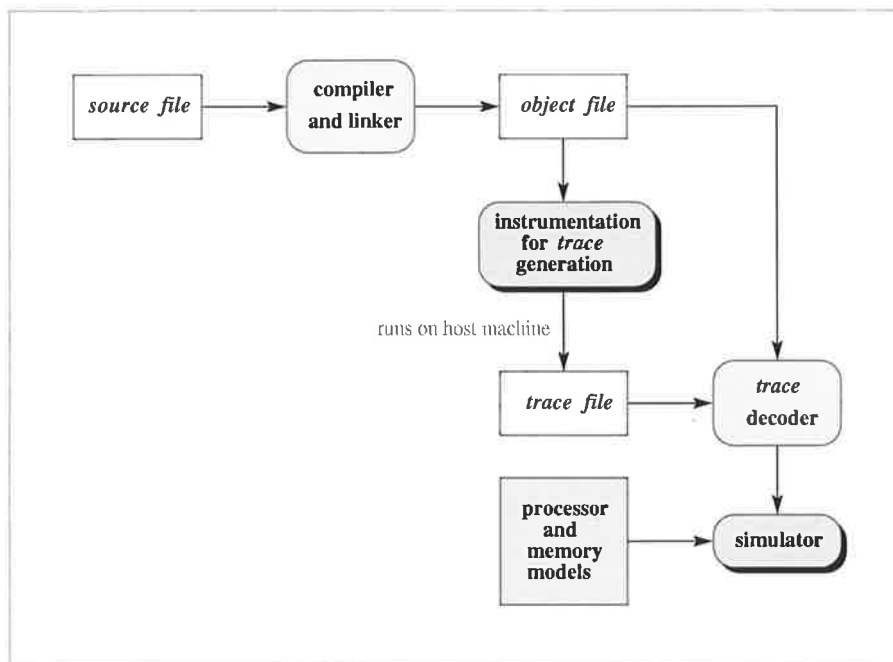 source file
compiler
and linker
object file
instrumentation
for trace
generation
runs on host machine
trace file
trace
decoder
processor
and
memory
models
simulator